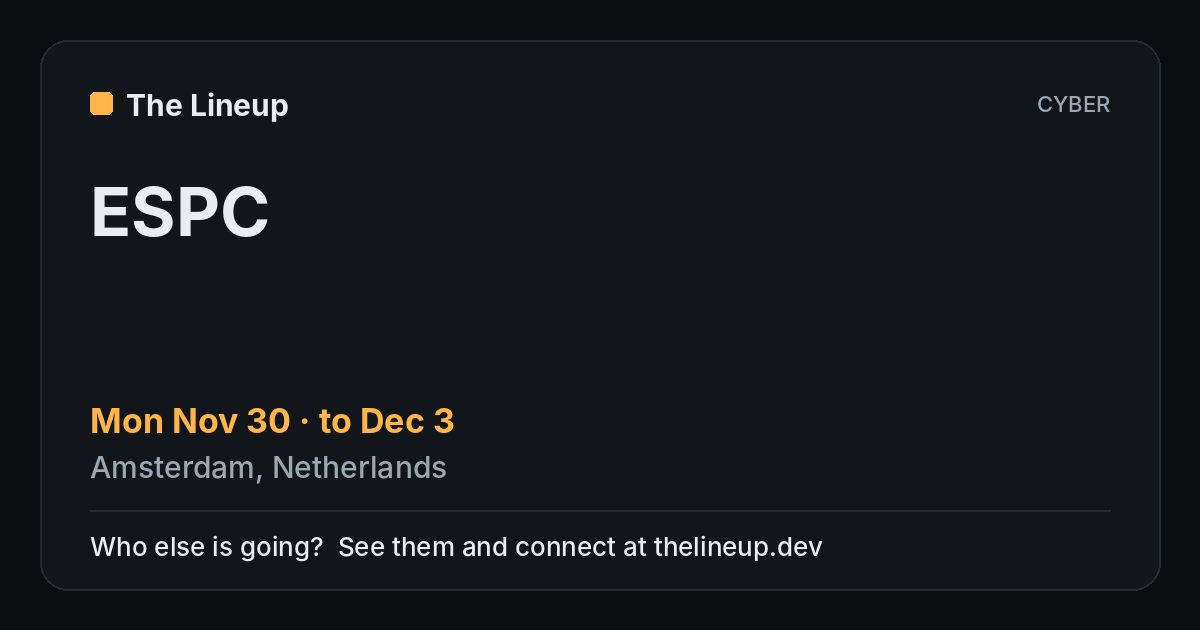 The Lineup
CYBER
ESPC
Mon Nov 30 · to Dec 3
Amsterdam, Netherlands
Who else is going? See them and connect at thelineup.dev